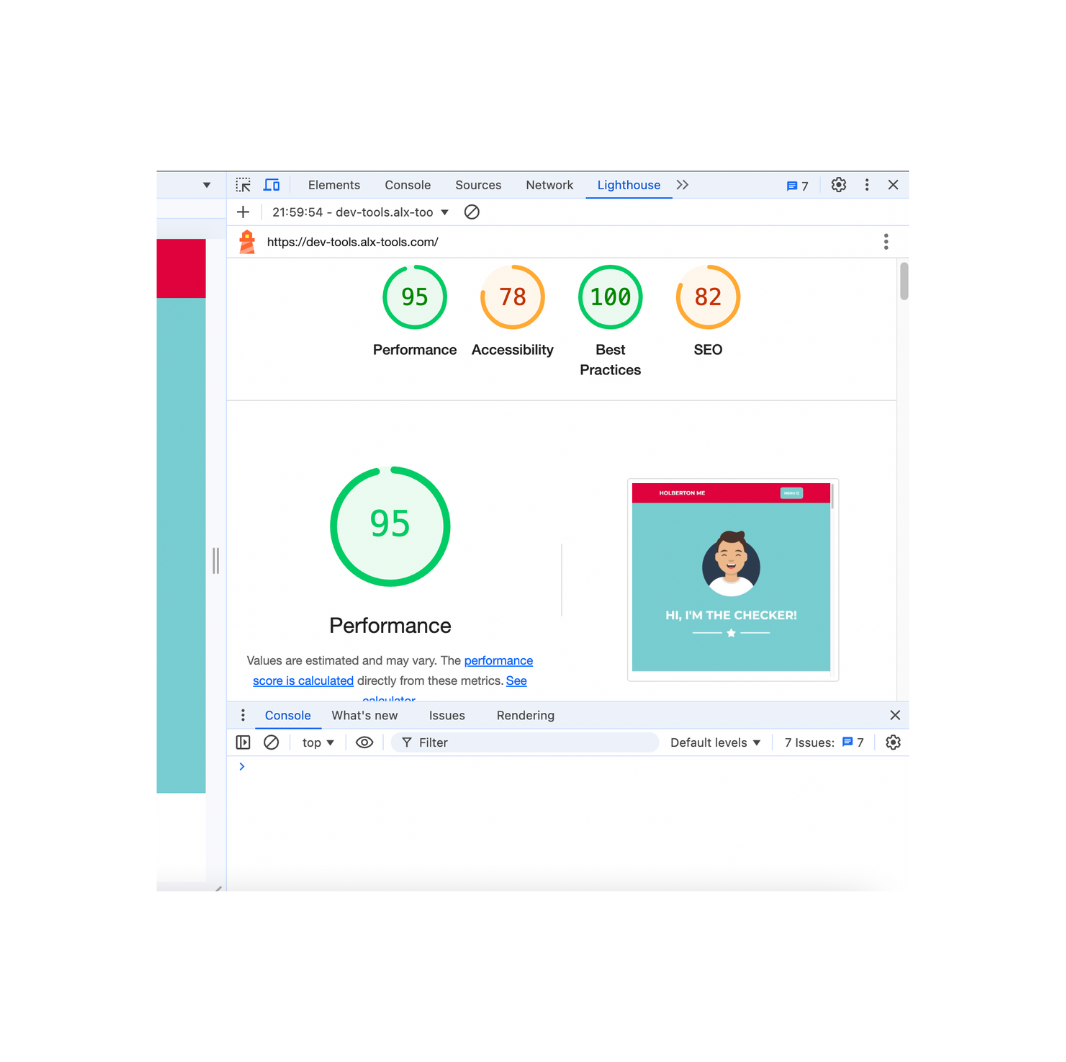 Elements Console Sources Network Lighthouse 7
21:59:54 - dev-tools.alx-too
https://dev-tools.alx-tools.com/
95 78 100 82
Performance Accessibility Best Practices SEO
95
Performance
Values are estimated and may vary. The performance
score is calculated directly from these metrics. See
calculator
HOLBERTON ME
HI, I'M THE CHECKER!
Console What's new Issues Rendering
top Filter Default levels 7 Issues: 7